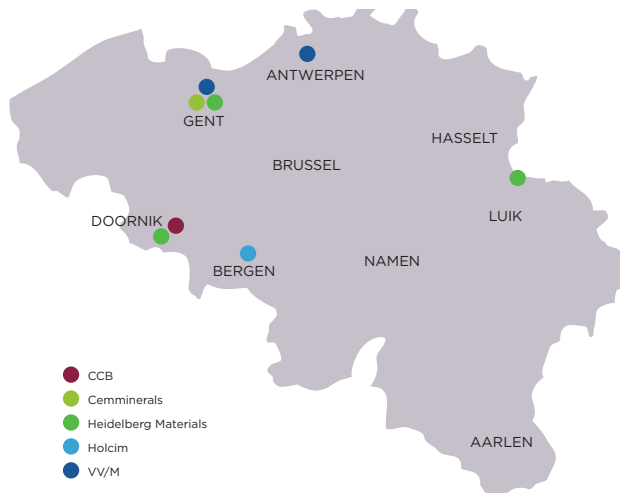 ANTWERPEN
GENT
HASSELT
BRUSSEL
DOORNIK
LUIK
NAMEN
BERGEN
CCB
Cemminerals
Heidelberg Materials
Holcim
VV/M
AARLEN